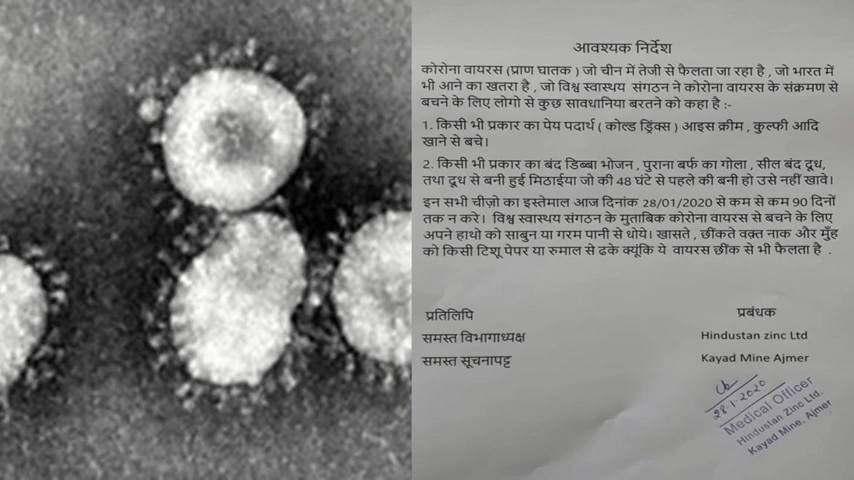 आवश्यक निर्देश
कोरोना वायरस (प्राण घातक ) जो चीन में तेजी से फैलता जा रहा है , जो भारत में
भी आने का खतरा है , जो विश्व स्वास्थय संगठन ने कोरोना वायरस के संक्रमण से
बचने के लिए लोगो से कुछ सावधानिया बरतने को कहा है :-
1. किसी भी प्रकार का पेय पदार्थ ( कोल्ड ड्रिंक्स ) आइस क्रीम , कुल्फी आदि
खाने से बचे।
2. किसी भी प्रकार का बंद डिब्बा भोजन , पुराना बर्फ का गोला , सील बंद दूध,
तथा दूध से बनी हुई मिठाईया जो की 48 घंटे से पहले की बनी हो उसे नहीं खावे।
इन सभी चीज़ो का इस्तेमाल आज दिनांक 28/01/2020 से कम से कम 90 दिनों
तक न करे। विश्व स्वास्थय संगठन के मुताबिक कोरोना वायरस से बचने के लिए
अपने हाथो को साबुन या गरम पानी से धोये। खासते , छींकते वक़्त नाक और मुँह
को किसी टिशू पेपर या रुमाल से ढके क्यूंकि ये वायरस छींक से भी फैलता है .
प्रतिलिपि
समस्त विभागाध्यक्ष
समस्त सूचनापट्ट
प्रबंधक
Hindustan zinc Ltd
Kayad Mine Ajmer
28.1.2020
Medical Officer
Hindustan Zinc Ltd.
Kayad Mine, Ajmer